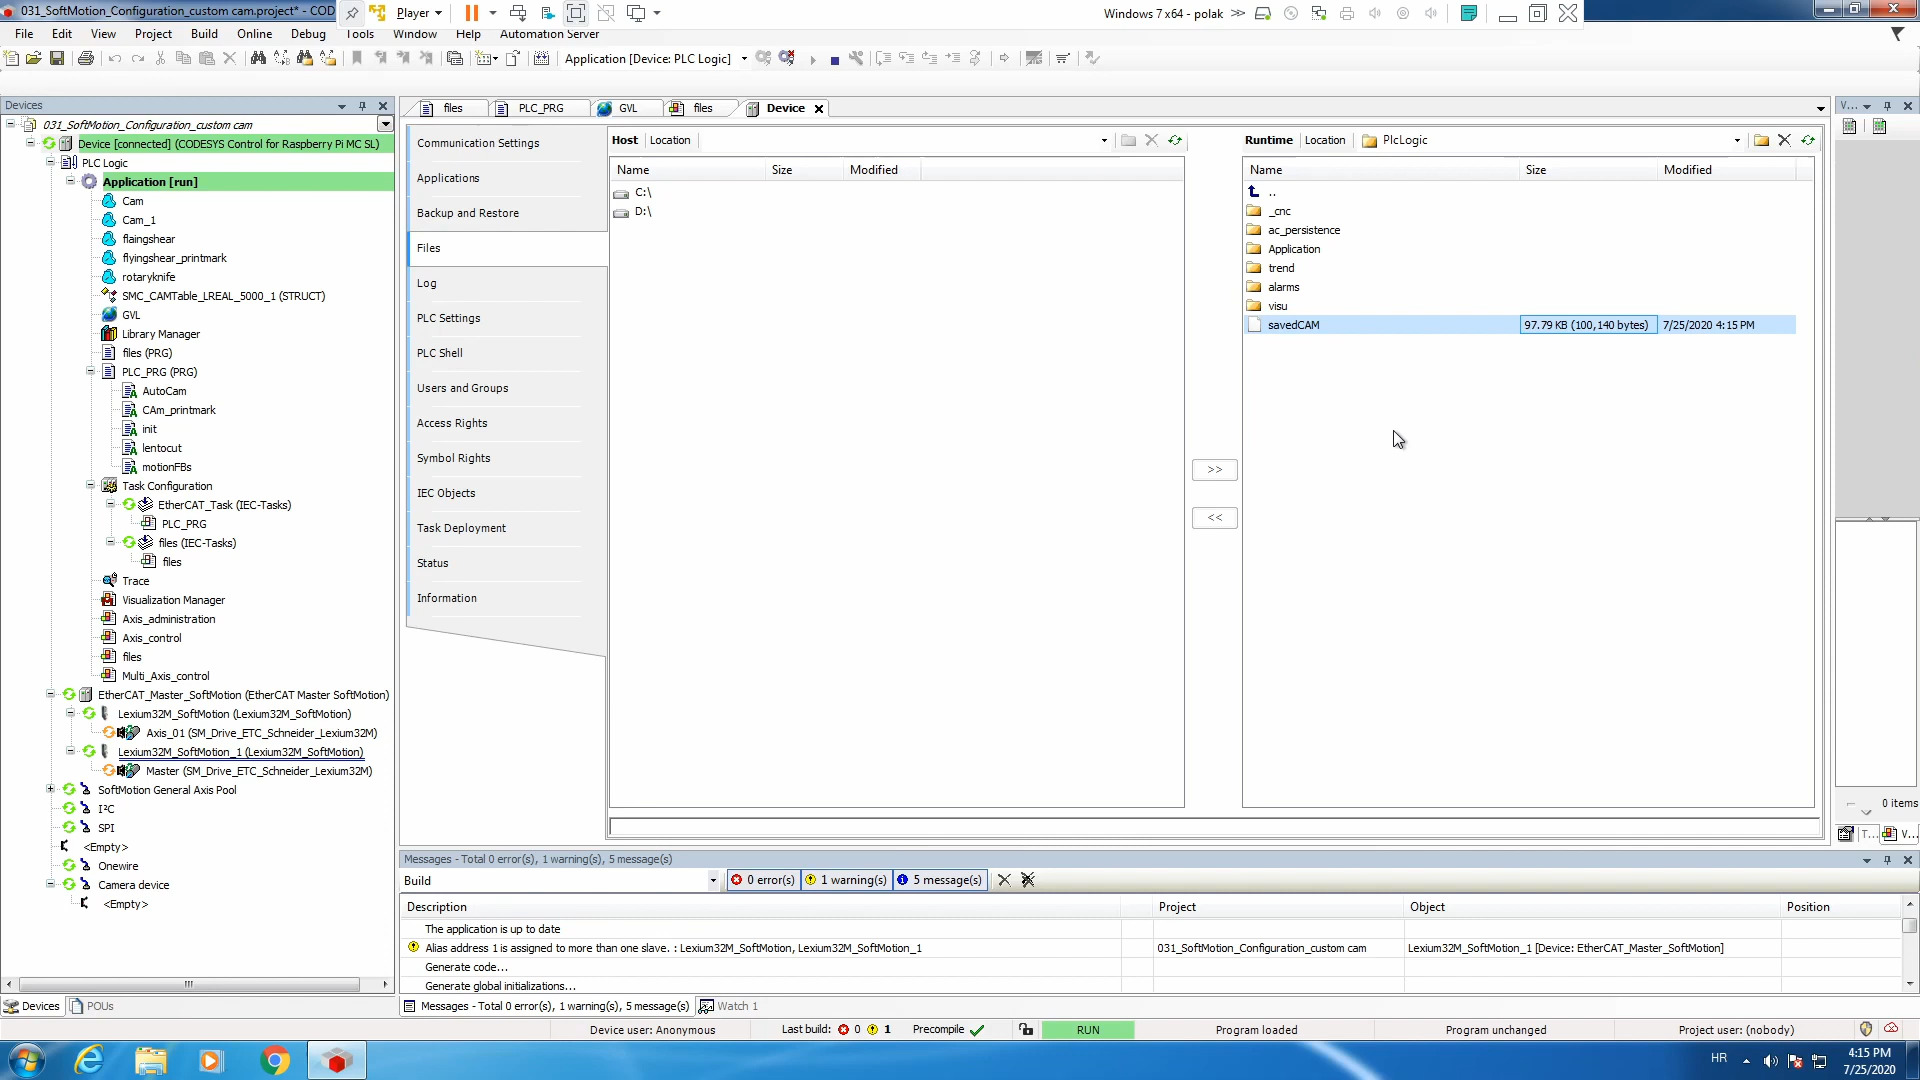 031_SoftMotion_Configuration_custom cam.project* - COD
Player
Windows 7 x64 - polak
File Edit View Project Build Online Debug Tools Window Help Automation Server
Application [Device: PLC Logic]
Devices
031_SoftMotion_Configuration_custom cam
Device [connected] (CODESYS Control for Raspberry Pi MC SL)
PLC Logic
Application [run]
Cam
Cam_1
flaingshear
flyingshear_printmark
rotaryknife
SMC_CAMTable_LREAL_5000_1 (STRUCT)
GVL
Library Manager
files (PRG)
PLC_PRG (PRG)
AutoCam
CAm_printmark
init
lentocut
motionFBs
Task Configuration
EtherCAT_Task (IEC-Tasks)
PLC_PRG
files (IEC-Tasks)
files
Trace
Visualization Manager
Axis_administration
Axis_control
files
Multi_Axis_control
EtherCAT_Master_SoftMotion (EtherCAT Master SoftMotion)
Lexium32M_SoftMotion (Lexium32M_SoftMotion)
Axis_01 (SM_Drive_ETC_Schneider_Lexium32M)
Lexium32M_SoftMotion_1 (Lexium32M_SoftMotion)
Master (SM_Drive_ETC_Schneider_Lexium32M)
SoftMotion General Axis Pool
I²C
SPI
<Empty>
Onewire
Camera device
<Empty>
Devices POUs
files PLC_PRG GVL files Device
Communication Settings
Applications
Backup and Restore
Files
Log
PLC Settings
PLC Shell
Users and Groups
Access Rights
Symbol Rights
IEC Objects
Task Deployment
Status
Information
Host Location
Name Size Modified
C:\
D:\
>>
<<
Runtime Location PlcLogic
Name Size Modified
..
_cnc
ac_persistence
Application
trend
alarms
visu
savedCAM 97.79 KB (100,140 bytes) 7/25/2020 4:15 PM
V...
0 items
T... V...
Messages - Total 0 error(s), 1 warning(s), 5 message(s)
Build 0 error(s) 1 warning(s) 5 message(s)
Description Project Object Position
The application is up to date
Alias address 1 is assigned to more than one slave. : Lexium32M_SoftMotion, Lexium32M_SoftMotion_1 031_SoftMotion_Configuration_custom cam Lexium32M_SoftMotion_1 [Device: EtherCAT_Master_SoftMotion]
Generate code...
Generate global initializations...
Messages - Total 0 error(s), 1 warning(s), 5 message(s) Watch 1
Device user: Anonymous Last build: 0 1 Precompile RUN Program loaded Program unchanged Project user: (nobody)
HR 4:15 PM
7/25/2020